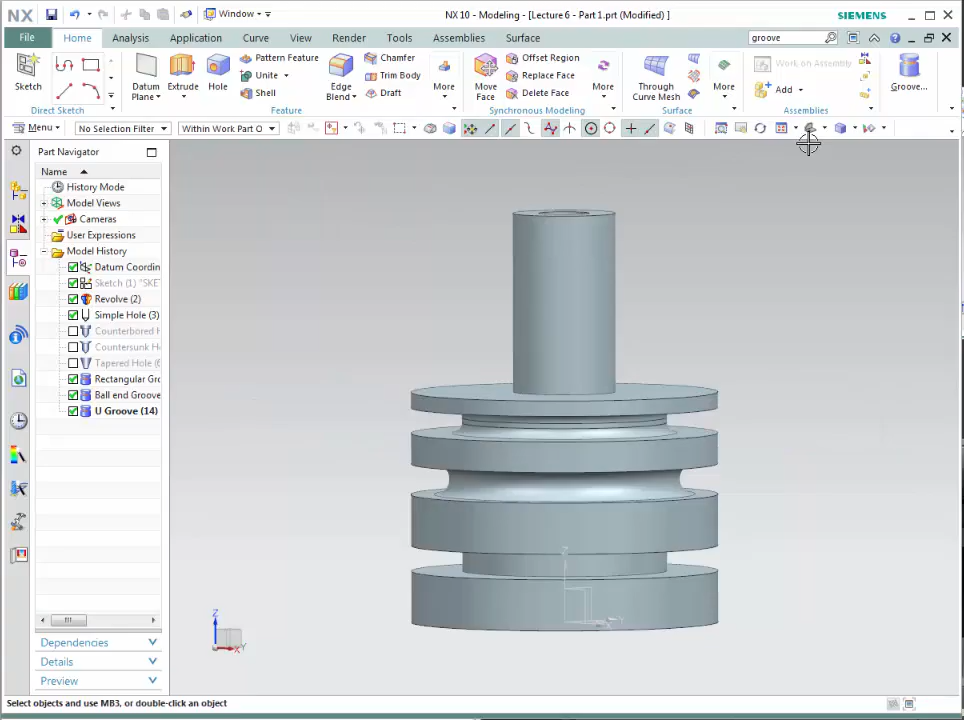 NX Window NX 10 - Modeling - [Lecture 6 - Part 1.prt (Modified) ] SIEMENS
File Home Analysis Application Curve View Render Tools Assemblies Surface groove
Sketch Datum Plane Extrude Hole Pattern Feature Unite Shell Edge Blend Chamfer Trim Body Draft More Move Face Offset Region Replace Face Delete Face More Through Curve Mesh More Work on Assembly Add Groove...
Direct Sketch Feature Synchronous Modeling Surface Assemblies
Menu No Selection Filter Within Work Part O
Part Navigator
Name
History Mode
Model Views
Cameras
User Expressions
Model History
Datum Coordin
Sketch (1) "SKE
Revolve (2)
Simple Hole (3)
Counterbored H
Countersunk H
Tapered Hole (6
Rectangular Gro
Ball end Groove
U Groove (14)
Z
X
Dependencies
Details
Preview
Select objects and use MB3, or double-click an object